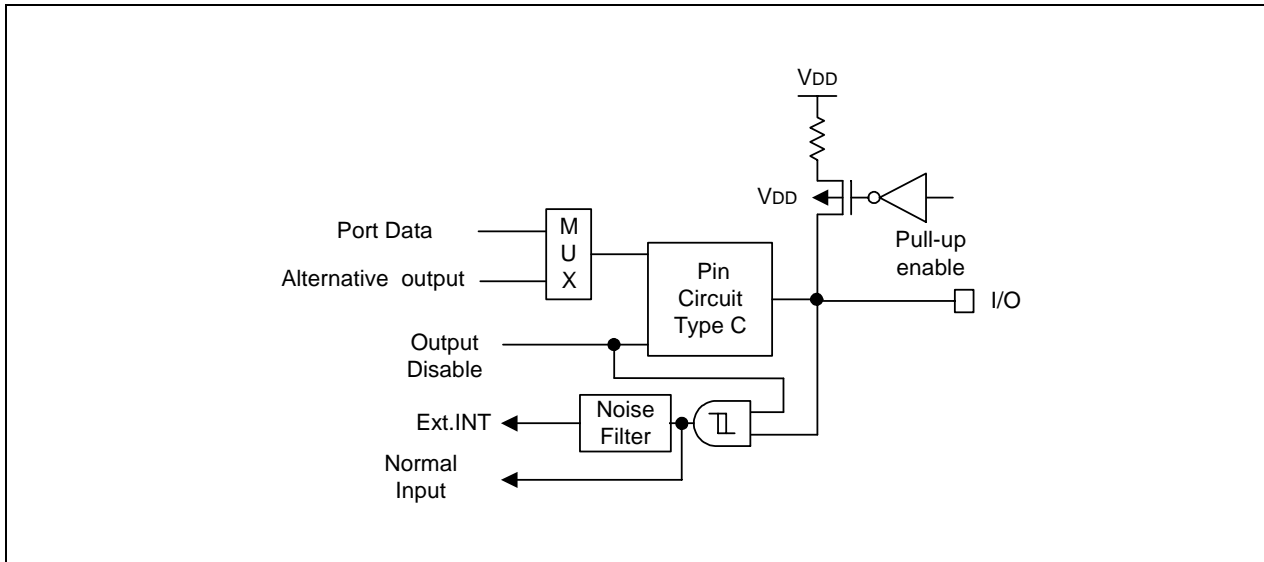 VDD
VDD
Pull-up
enable
Port Data
Alternative output
M
U
X
Pin
Circuit
Type C
I/O
Output
Disable
Ext.INT
Noise
Filter
Normal
Input